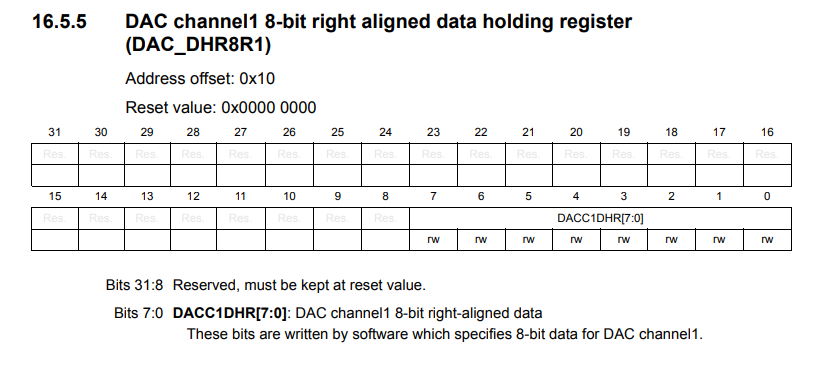 16.5.5 DAC channel1 8-bit right aligned data holding register
(DAC_DHR8R1)
Address offset: 0x10
Reset value: 0x0000 0000
31 30 29 28 27 26 25 24 23 22 21 20 19 18 17 16
Res. Res. Res. Res. Res. Res. Res. Res. Res. Res. Res. Res. Res. Res. Res. Res.
15 14 13 12 11 10 9 8 7 6 5 4 3 2 1 0
Res. Res. Res. Res. Res. Res. Res. Res. DACC1DHR[7:0]
rw rw rw rw rw rw rw rw
Bits 31:8 Reserved, must be kept at reset value.
Bits 7:0 DACC1DHR[7:0]: DAC channel1 8-bit right-aligned data
These bits are written by software which specifies 8-bit data for DAC channel1.